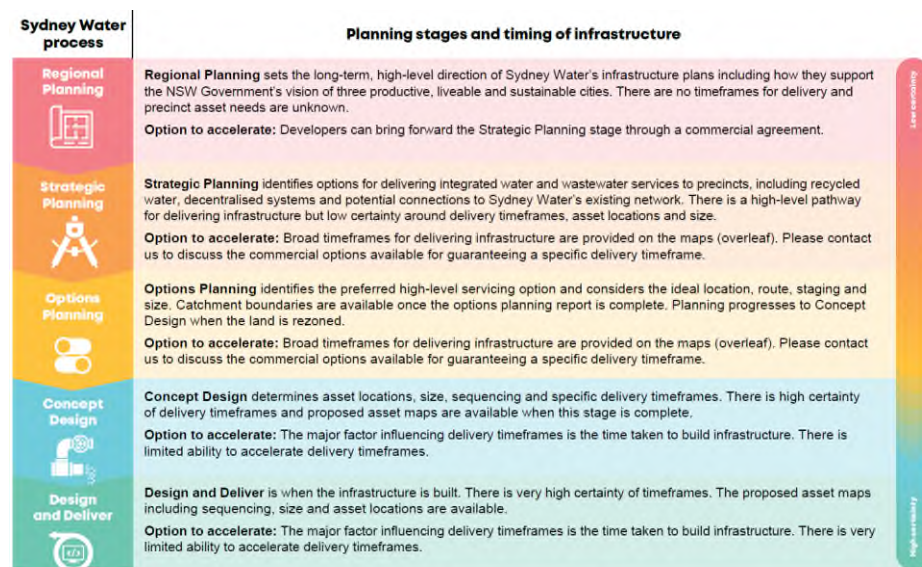 Sydney Water
process
Planning stages and timing of infrastructure
Regional
Planning
Regional Planning sets the long-term, high-level direction of Sydney Water's infrastructure plans including how they support
the NSW Government's vision of three productive, liveable and sustainable cities. There are no timeframes for delivery and
precinct asset needs are unknown.
Option to accelerate: Developers can bring forward the Strategic Planning stage through a commercial agreement.
Low certainty
Strategic
Planning
Strategic Planning identifies options for delivering integrated water and wastewater services to precincts, including recycled
water, decentralised systems and potential connections to Sydney Water's existing network. There is a high-level pathway
for delivering infrastructure but low certainty around delivery timeframes, asset locations and size.
Option to accelerate: Broad timeframes for delivering infrastructure are provided on the maps (overleaf). Please contact
us to discuss the commercial options available for guaranteeing a specific delivery timeframe.
Options
Planning
Options Planning identifies the preferred high-level servicing option and considers the ideal location, route, staging and
size. Catchment boundaries are available once the options planning report is complete. Planning progresses to Concept
Design when the land is rezoned.
Option to accelerate: Broad timeframes for delivering infrastructure are provided on the maps (overleaf). Please contact
us to discuss the commercial options available for guaranteeing a specific delivery timeframe.
Concept
Design
Concept Design determines asset locations, size, sequencing and specific delivery timeframes. There is high certainty
of delivery timeframes and proposed asset maps are available when this stage is complete.
Option to accelerate: The major factor influencing delivery timeframes is the time taken to build infrastructure. There is
limited ability to accelerate delivery timeframes.
Design
and Deliver
</>
Design and Deliver is when the infrastructure is built. There is very high certainty of timeframes. The proposed asset maps
including sequencing, size and asset locations are available.
Option to accelerate: The major factor influencing delivery timeframes is the time taken to build infrastructure. There is very
limited ability to accelerate delivery timeframes.
High certainty